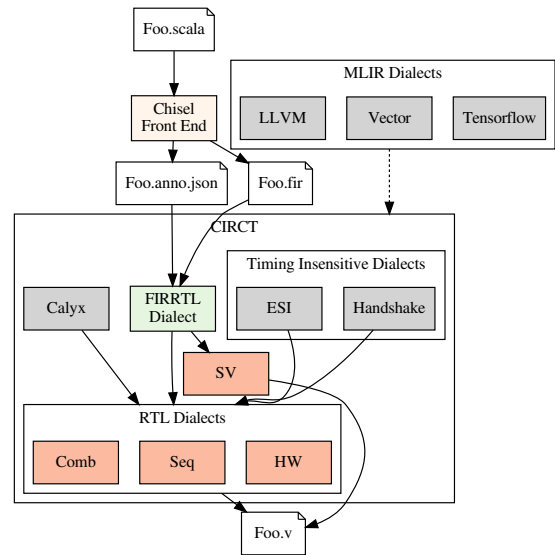 Foo.scala
MLIR Dialects
LLVM
Vector
Tensorflow
Chisel
Front End
Foo.anno.json
Foo.fir
CIRCT
Timing Insensitive Dialects
Calyx
FIRRTL
Dialect
ESI
Handshake
SV
RTL Dialects
Comb
Seq
HW
Foo.v